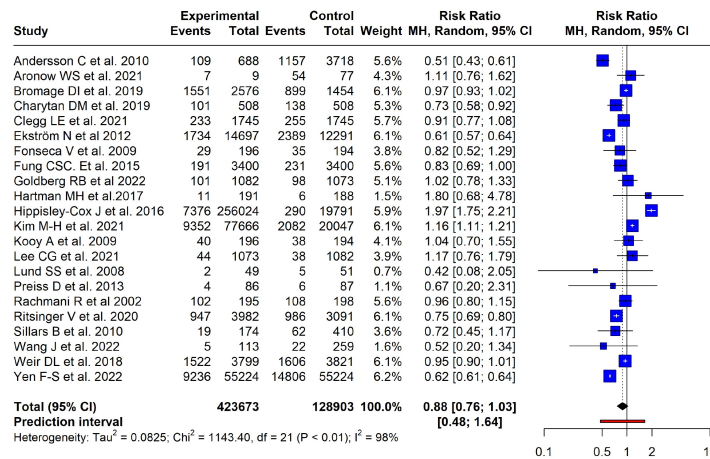 Experimental Control Risk Ratio Risk Ratio
Study Events Total Events Total Weight MH, Random, 95% CI MH, Random, 95% CI
Andersson C et al. 2010 109 688 1157 3718 5.6% 0.51 [0.43; 0.61]
Aronow WS et al. 2021 7 9 54 77 4.4% 1.11 [0.76; 1.62]
Bromage DI et al. 2019 1551 2576 899 1454 6.2% 0.97 [0.93; 1.02]
Charytan DM et al. 2019 101 508 138 508 5.4% 0.73 [0.58; 0.92]
Clegg LE et al. 2021 233 1745 255 1745 5.7% 0.91 [0.77; 1.08]
Ekström N et al 2012 1734 14697 2389 12291 6.1% 0.61 [0.57; 0.64]
Fonseca V et al. 2009 29 196 35 194 4.0% 0.82 [0.52; 1.29]
Fung CSC. Et al. 2015 191 3400 231 3400 5.6% 0.83 [0.69; 1.00]
Goldberg RB et al 2022 101 1082 98 1073 5.2% 1.02 [0.78; 1.33]
Hartman MH et al.2017 11 191 6 188 1.8% 1.80 [0.68; 4.78]
Hippisley-Cox J et al. 2016 7376 256024 290 19791 5.9% 1.97 [1.75; 2.21]
Kim M-H et al. 2021 9352 77666 2082 20047 6.1% 1.16 [1.11; 1.21]
Kooy A et al. 2009 40 196 38 194 4.3% 1.04 [0.70; 1.55]
Lee CG et al. 2021 44 1073 38 1082 4.2% 1.17 [0.76; 1.79]
Lund SS et al. 2008 2 49 5 51 0.8% 0.42 [0.08; 2.05]
Preiss D et al. 2013 4 86 6 87 1.3% 0.67 [0.20; 2.31]
Rachmani R et al 2002 102 195 108 198 5.6% 0.96 [0.80; 1.15]
Ritsinger V et al. 2020 947 3982 986 3091 6.1% 0.75 [0.69; 0.80]
Sillars B et al. 2010 19 174 62 410 3.9% 0.72 [0.45; 1.17]
Wang J et al. 2022 5 113 22 259 1.9% 0.52 [0.20; 1.34]
Weir DL et al. 2018 1522 3799 1606 3821 6.1% 0.95 [0.90; 1.01]
Yen F-S et al. 2022 9236 55224 14806 55224 6.2% 0.62 [0.61; 0.64]
Total (95% CI) 423673 128903 100.0% 0.88 [0.76; 1.03]
Prediction interval [0.48; 1.64]
Heterogeneity: Tau² = 0.0825; Chi² = 1143.40, df = 21 (P < 0.01); I² = 98%
0.1 0.5 1 2 1